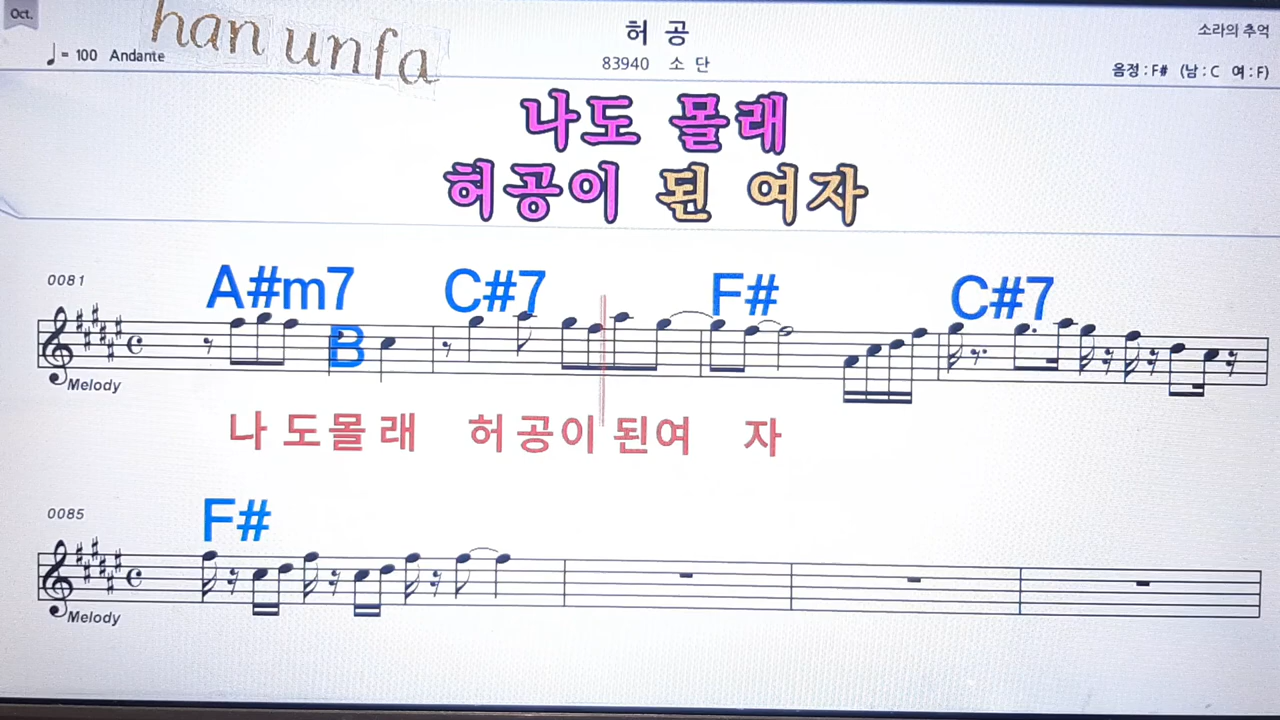 Oct.
han unfa
허 공
소라의 추억
♩= 100 Andante
83940 소 단
음정 : F# (남 : C 여 : F)
나도 몰래
허공이 된 여자
0081
A#m7 B C#7 F# C#7
Melody
나 도몰 래 허 공이 된여 자
0085
F#
Melody